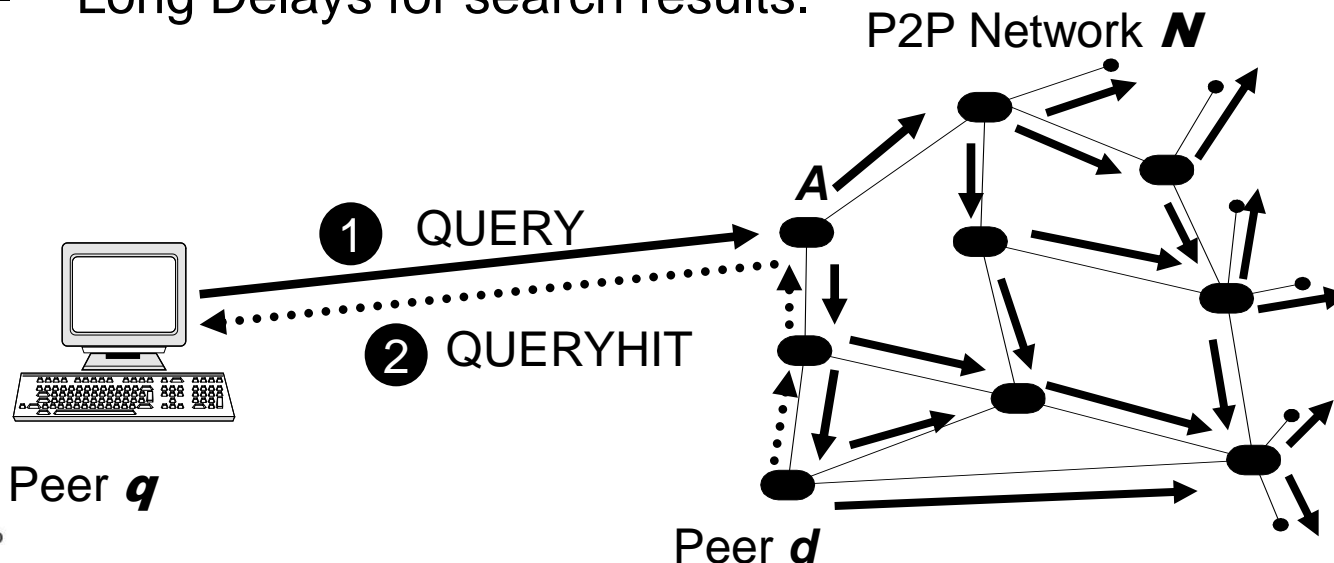 Long Delays for search results.
P2P Network N
A
1 QUERY
2 QUERYHIT
Peer q
Peer d